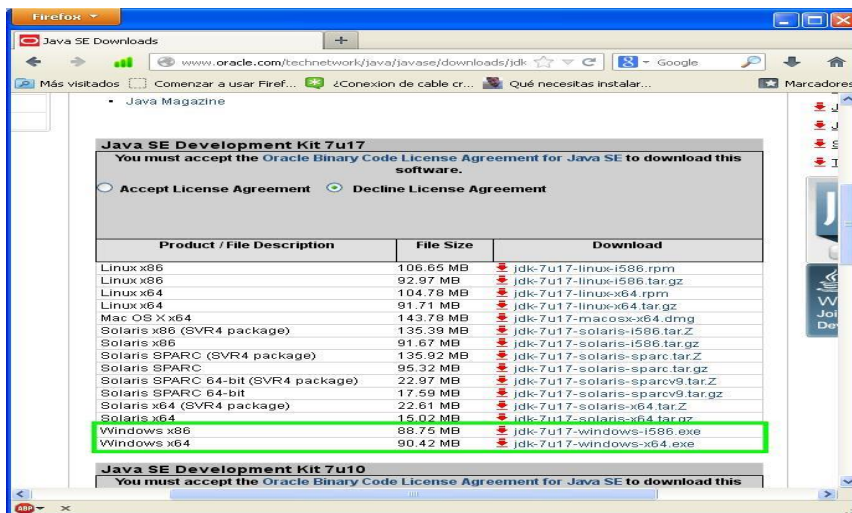 Firefox
Java SE Downloads
www.oracle.com/technetwork/java/javase/downloads/jdk
Google
Más visitados
Comenzar a usar Firef...
¿Conexion de cable cr...
Qué necesitas instalar...
Marcadores
Java Magazine
Java SE Development Kit 7u17
You must accept the Oracle Binary Code License Agreement for Java SE to download this
software.
Accept License Agreement
Decline License Agreement
Product / File Description File Size Download
Linux x86 106.65 MB jdk-7u17-linux-i586.rpm
Linux x86 92.97 MB jdk-7u17-linux-i586.tar.gz
Linux x64 104.78 MB jdk-7u17-linux-x64.rpm
Linux x64 91.71 MB jdk-7u17-linux-x64.tar.gz
Mac OS X x64 143.78 MB jdk-7u17-macosx-x64.dmg
Solaris x86 (SVR4 package) 135.39 MB jdk-7u17-solaris-i586.tar.Z
Solaris x86 91.67 MB jdk-7u17-solaris-i586.tar.gz
Solaris SPARC (SVR4 package) 135.92 MB jdk-7u17-solaris-sparc.tar.Z
Solaris SPARC 95.32 MB jdk-7u17-solaris-sparc.tar.gz
Solaris SPARC 64-bit (SVR4 package) 22.97 MB jdk-7u17-solaris-sparcv9.tar.Z
Solaris SPARC 64-bit 17.59 MB jdk-7u17-solaris-sparcv9.tar.gz
Solaris x64 (SVR4 package) 22.61 MB jdk-7u17-solaris-x64.tar.Z
Solaris x64 15.02 MB jdk-7u17-solaris-x64.tar.gz
Windows x86 88.75 MB jdk-7u17-windows-i586.exe
Windows x64 90.42 MB jdk-7u17-windows-x64.exe
Java SE Development Kit 7u10
You must accept the Oracle Binary Code License Agreement for Java SE to download this
ABP